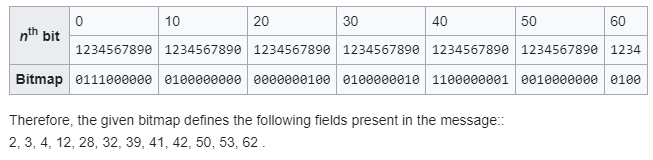 nth bit
0 10 20 30 40 50 60
1234567890 1234567890 1234567890 1234567890 1234567890 1234567890 1234
Bitmap 0111000000 0100000000 0000000100 0100000010 1100000001 0010000000 0100
Therefore, the given bitmap defines the following fields present in the message::
2, 3, 4, 12, 28, 32, 39, 41, 42, 50, 53, 62 .